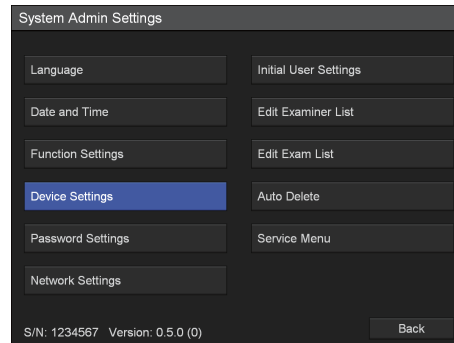 System Admin Settings
Language
Initial User Settings
Date and Time
Edit Examiner List
Function Settings
Edit Exam List
Device Settings
Auto Delete
Password Settings
Service Menu
Network Settings
S/N: 1234567 Version: 0.5.0 (0)
Back